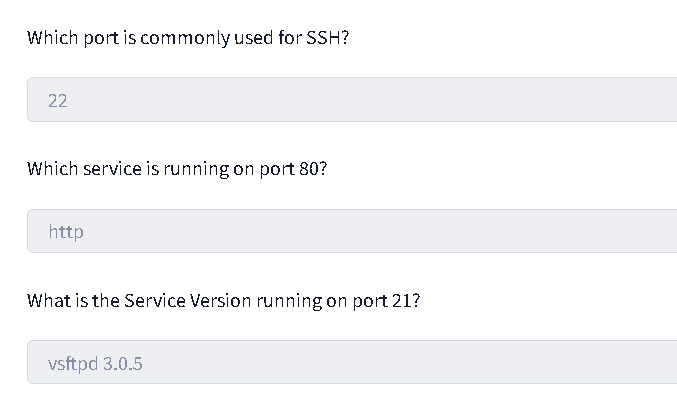 Which port is commonly used for SSH?
22
Which service is running on port 80?
http
What is the Service Version running on port 21?
vsftpd 3.0.5